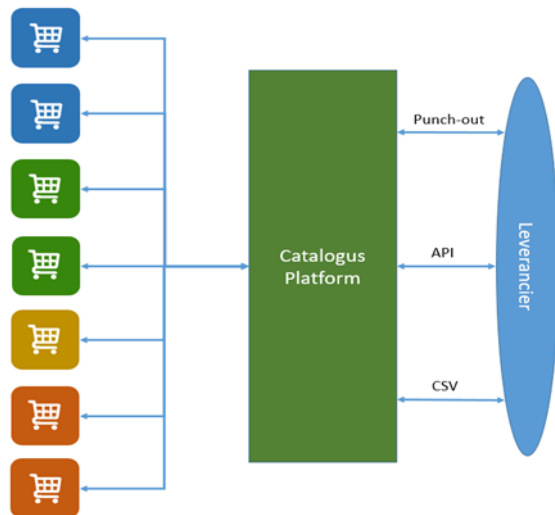 Punch-out
Catalogus
Platform
API
Leverancier
CSV